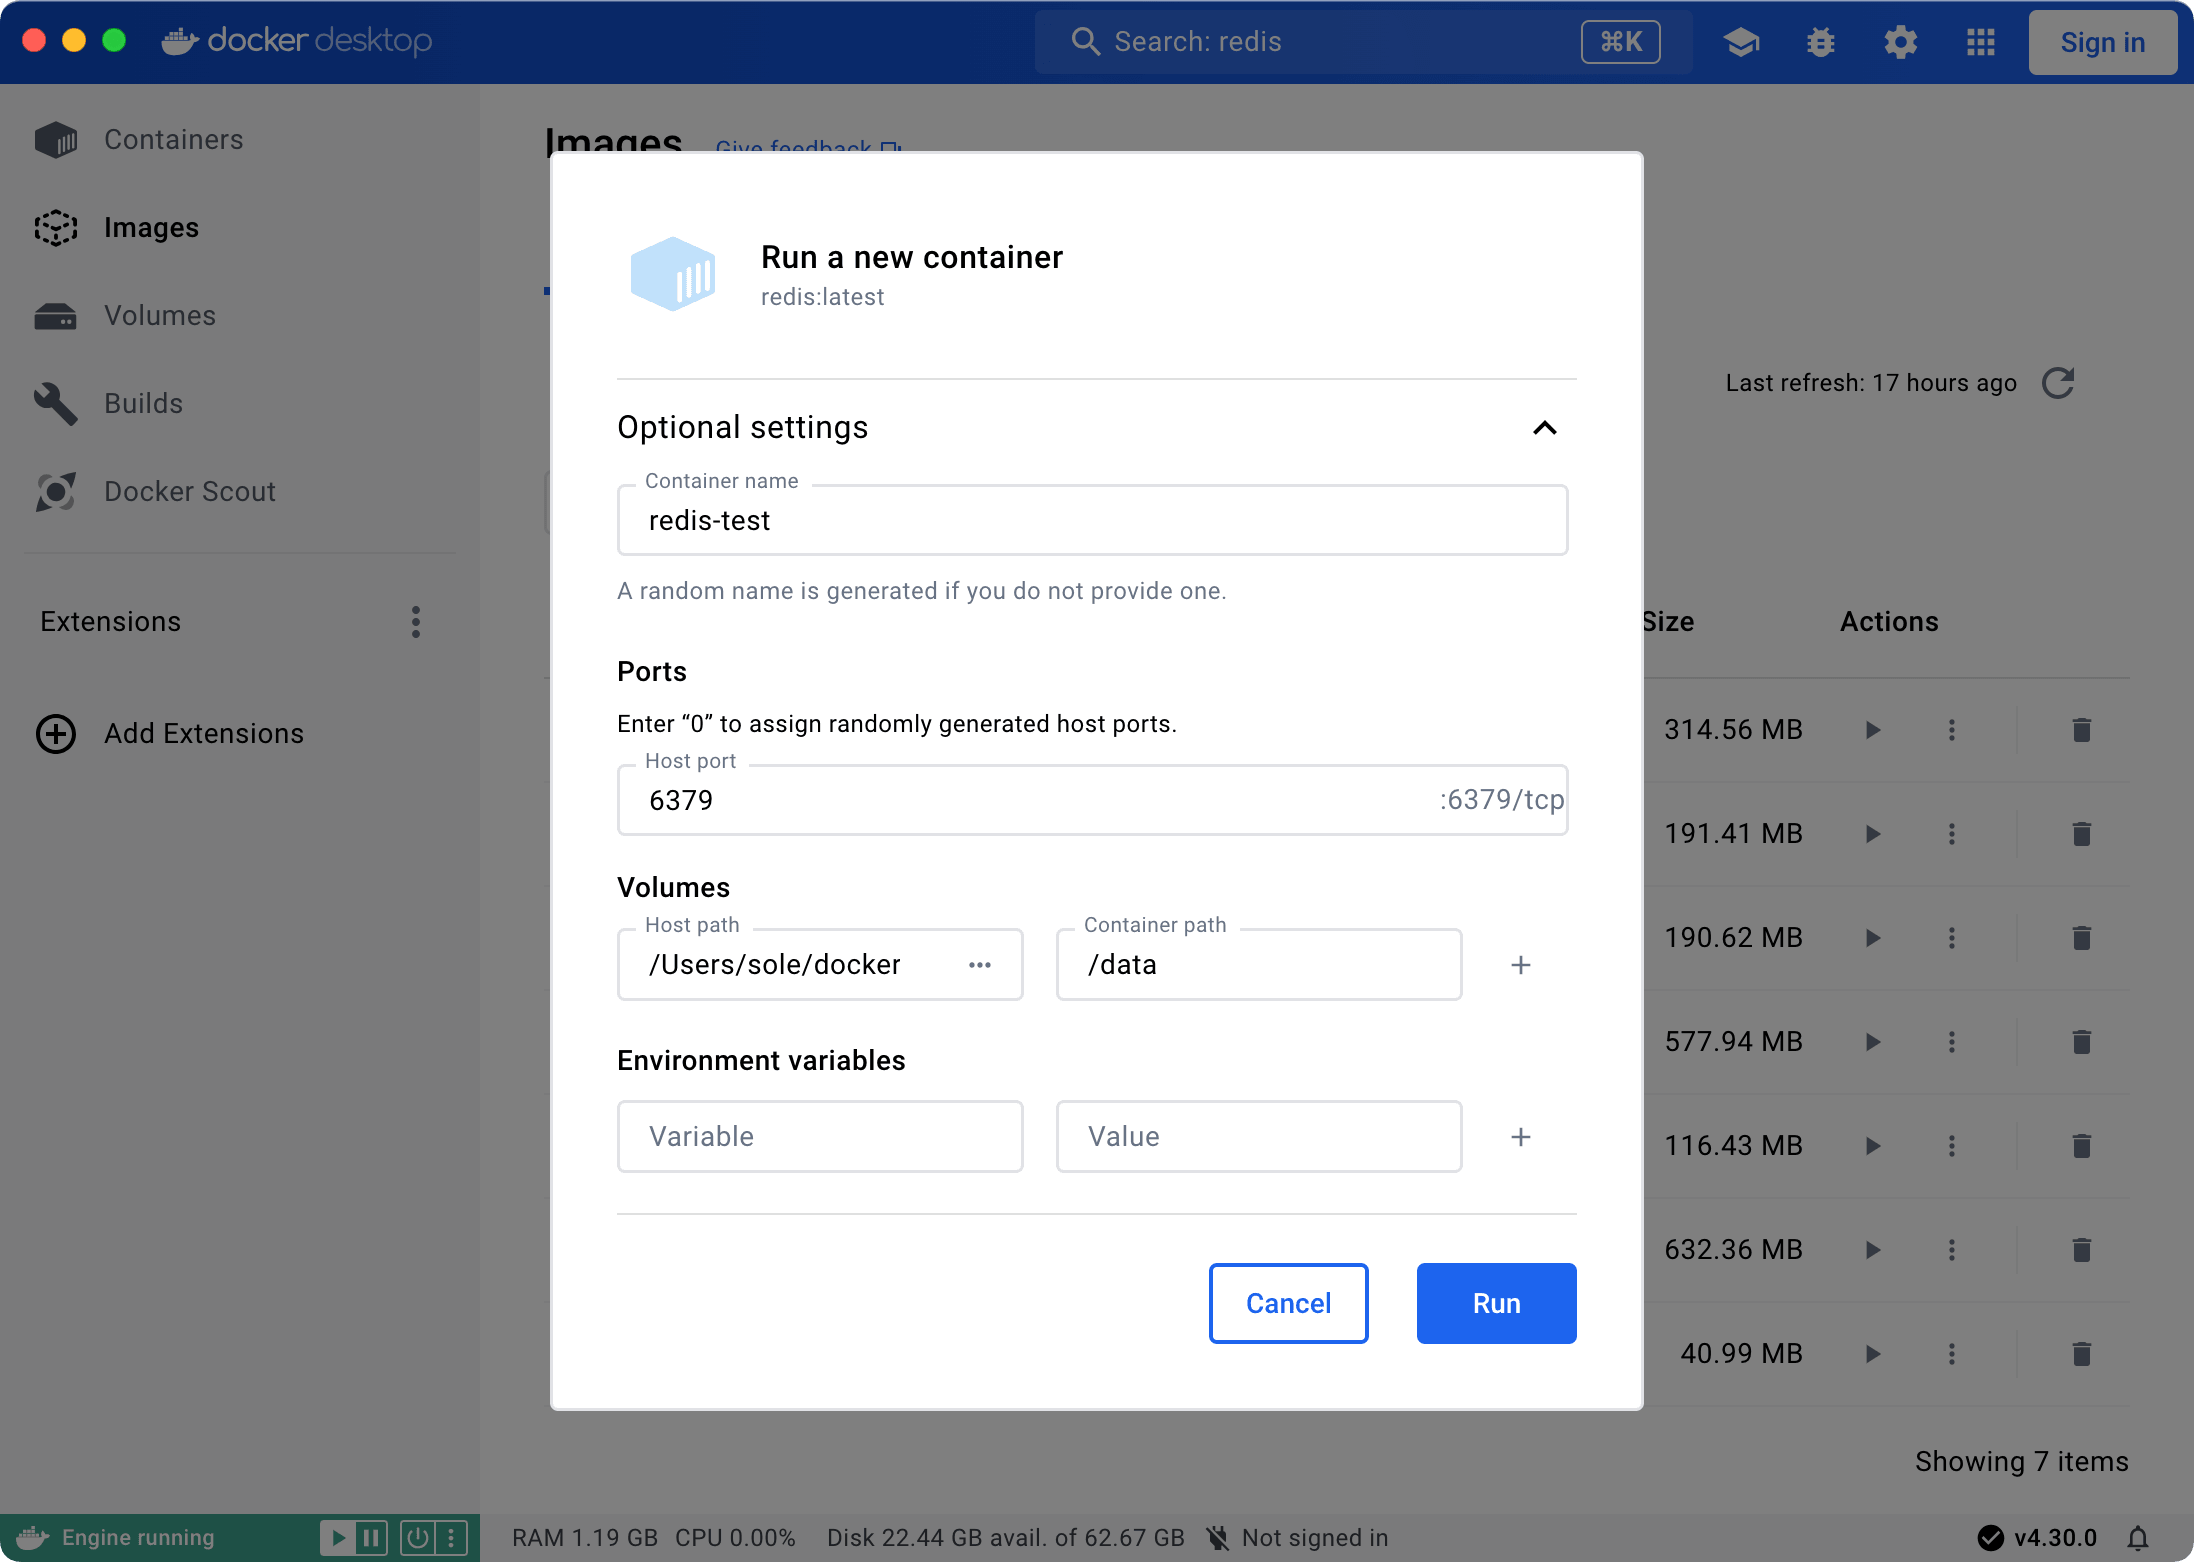 docker desktop
Search: redis
⌘K
Sign in
Containers
Images
Volumes
Builds
Docker Scout
Extensions
Add Extensions
Images
Give feedback
Last refresh: 17 hours ago
Run a new container
redis:latest
Optional settings
Container name
redis-test
A random name is generated if you do not provide one.
Ports
Enter “0” to assign randomly generated host ports.
Host port
6379
:6379/tcp
Volumes
Host path
/Users/sole/docker
•••
Container path
/data
+
Environment variables
Variable
Value
+
Cancel
Run
Size
Actions
314.56 MB
191.41 MB
190.62 MB
577.94 MB
116.43 MB
632.36 MB
40.99 MB
Showing 7 items
Engine running
RAM 1.19 GB CPU 0.00% Disk 22.44 GB avail. of 62.67 GB Not signed in
v4.30.0